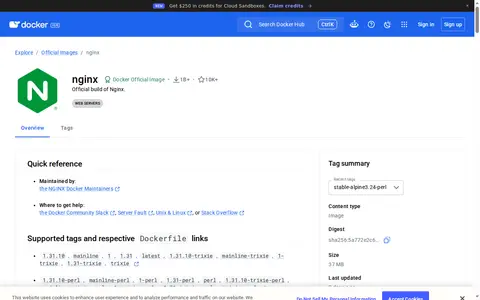 NEW Get $250 in credits for Cloud Sandboxes. Claim credits →
docker Search Docker Hub Ctrl K Sign in Sign up
Explore / Official Images / nginx
nginx Docker Official Image · 1B+ · 10K+
Official build of Nginx.
WEB SERVERS
Overview Tags
Quick reference
• Maintained by:
the NGINX Docker Maintainers
• Where to get help:
the Docker Community Slack, Server Fault, Unix & Linux, or Stack Overflow
Supported tags and respective Dockerfile links
• 1.31.10, mainline, 1, 1.31, latest, 1.31.10-trixie, mainline-trixie, 1-
trixie, 1.31-trixie, trixie
• 1.31.10-perl, mainline-perl, 1-perl, 1.31-perl, perl, 1.31.10-trixie-perl,
Tag summary
Recent tags
stable-alpine3.24-perl
Content type
Image
Digest
Size
37 MB
Last updated
This website uses cookies to enhance user experience and to analyze performance and traffic on our website. We
Do Not Sell My Personal Information
Accept Cookies